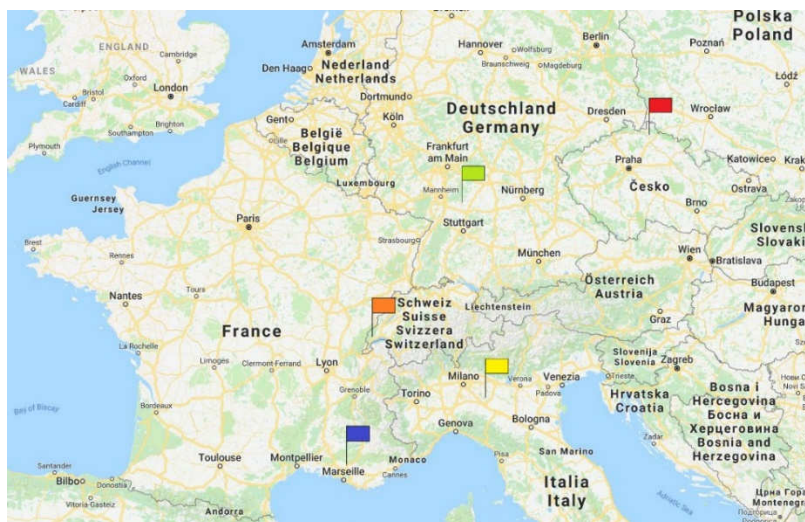 Polska
Poland
ENGLAND
Cambridge
WALES
Oxford
London
Cardiff
Bristol
Southampton
Brighton
Plymouth
English Channel
Guernsey
Jersey
Amsterdam
Nederland
Netherlands
Den Haag
Hannover
Wolfsburg
Braunschweig
Magdeburg
Berlin
Poznań
Łódź
Dortmund
Deutschland
Germany
Köln
Dresden
Wrocław
Gent
Lille
België
Belgique
Belgium
Luxembourg
Frankfurt
am Main
Mannheim
Nürnberg
Praha
Česko
Katowice
Ostrava
Brno
Paris
Strasbourg
Stuttgart
München
Wien
Bratislava
Brest
Rennes
Nantes
Tours
Österreich
Austria
Graz
Budapest
Schweiz
Suisse
Svizzera
Switzerland
Liechtenstein
France
La Rochelle
Limoges
Clermont-Ferrand
Lyon
Grenoble
Bay of Biscay
Bordeaux
Torino
Milano
Verona
Venezia
Padova
Trieste
Slovenija
Slovenia
Zagreb
Hrvatska
Croatia
Bosna i
Hercegovina
Босна и
Херцеговина
Bosnia and
Herzegovina
Genova
Bologna
Zadar
Toulouse
Montpellier
Marseille
Cannes
Monaco
Pisa
San Marino
Santander
Bilbao
Donostia
Vitoria-Gasteiz
Andorra
Italia
Italy
Adriatic Sea